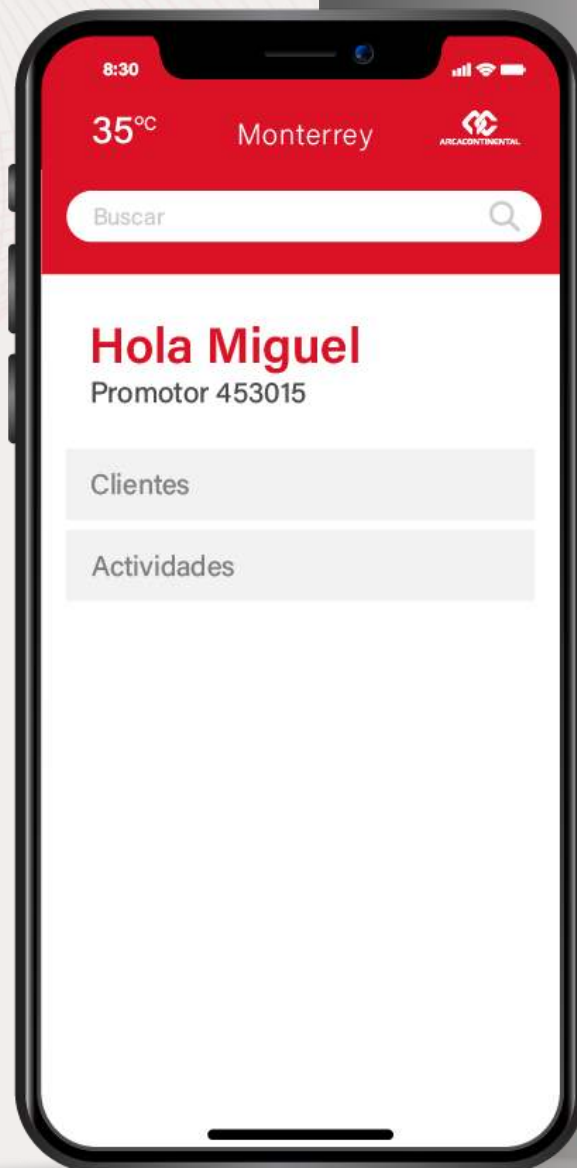 8:30
35°C Monterrey
ARCACONTINENTAL
Buscar
Hola Miguel
Promotor 453015
Clientes
Actividades